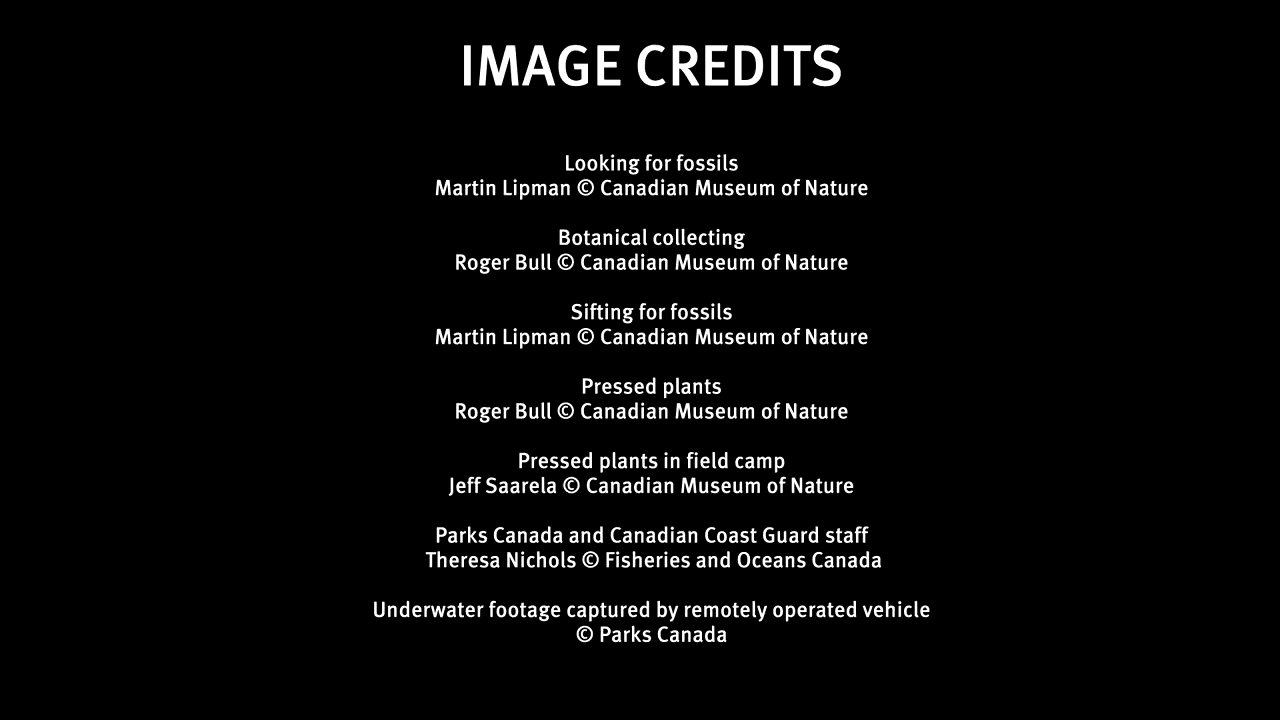 IMAGE CREDITS
Looking for fossils
Martin Lipman © Canadian Museum of Nature
Botanical collecting
Roger Bull © Canadian Museum of Nature
Sifting for fossils
Martin Lipman © Canadian Museum of Nature
Pressed plants
Roger Bull © Canadian Museum of Nature
Pressed plants in field camp
Jeff Saarela © Canadian Museum of Nature
Parks Canada and Canadian Coast Guard staff
Theresa Nichols © Fisheries and Oceans Canada
Underwater footage captured by remotely operated vehicle
© Parks Canada